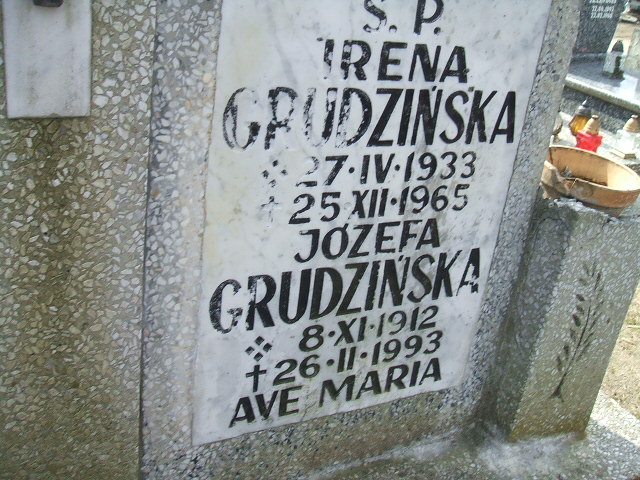 Ś. P.
IRENA
GRUDZIŃSKA
27·IV·1933
25·XII·1965
JÓZEFA
GRUDZIŃSKA
8·XI·1912
26·II·1993
AVE MARIA